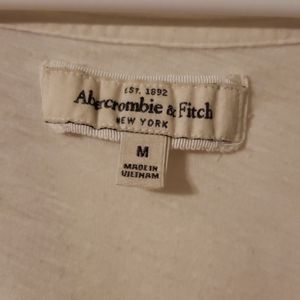 EST. 1892
Abercrombie & Fitch
NEW YORK
M
MADE IN
VIETNAM